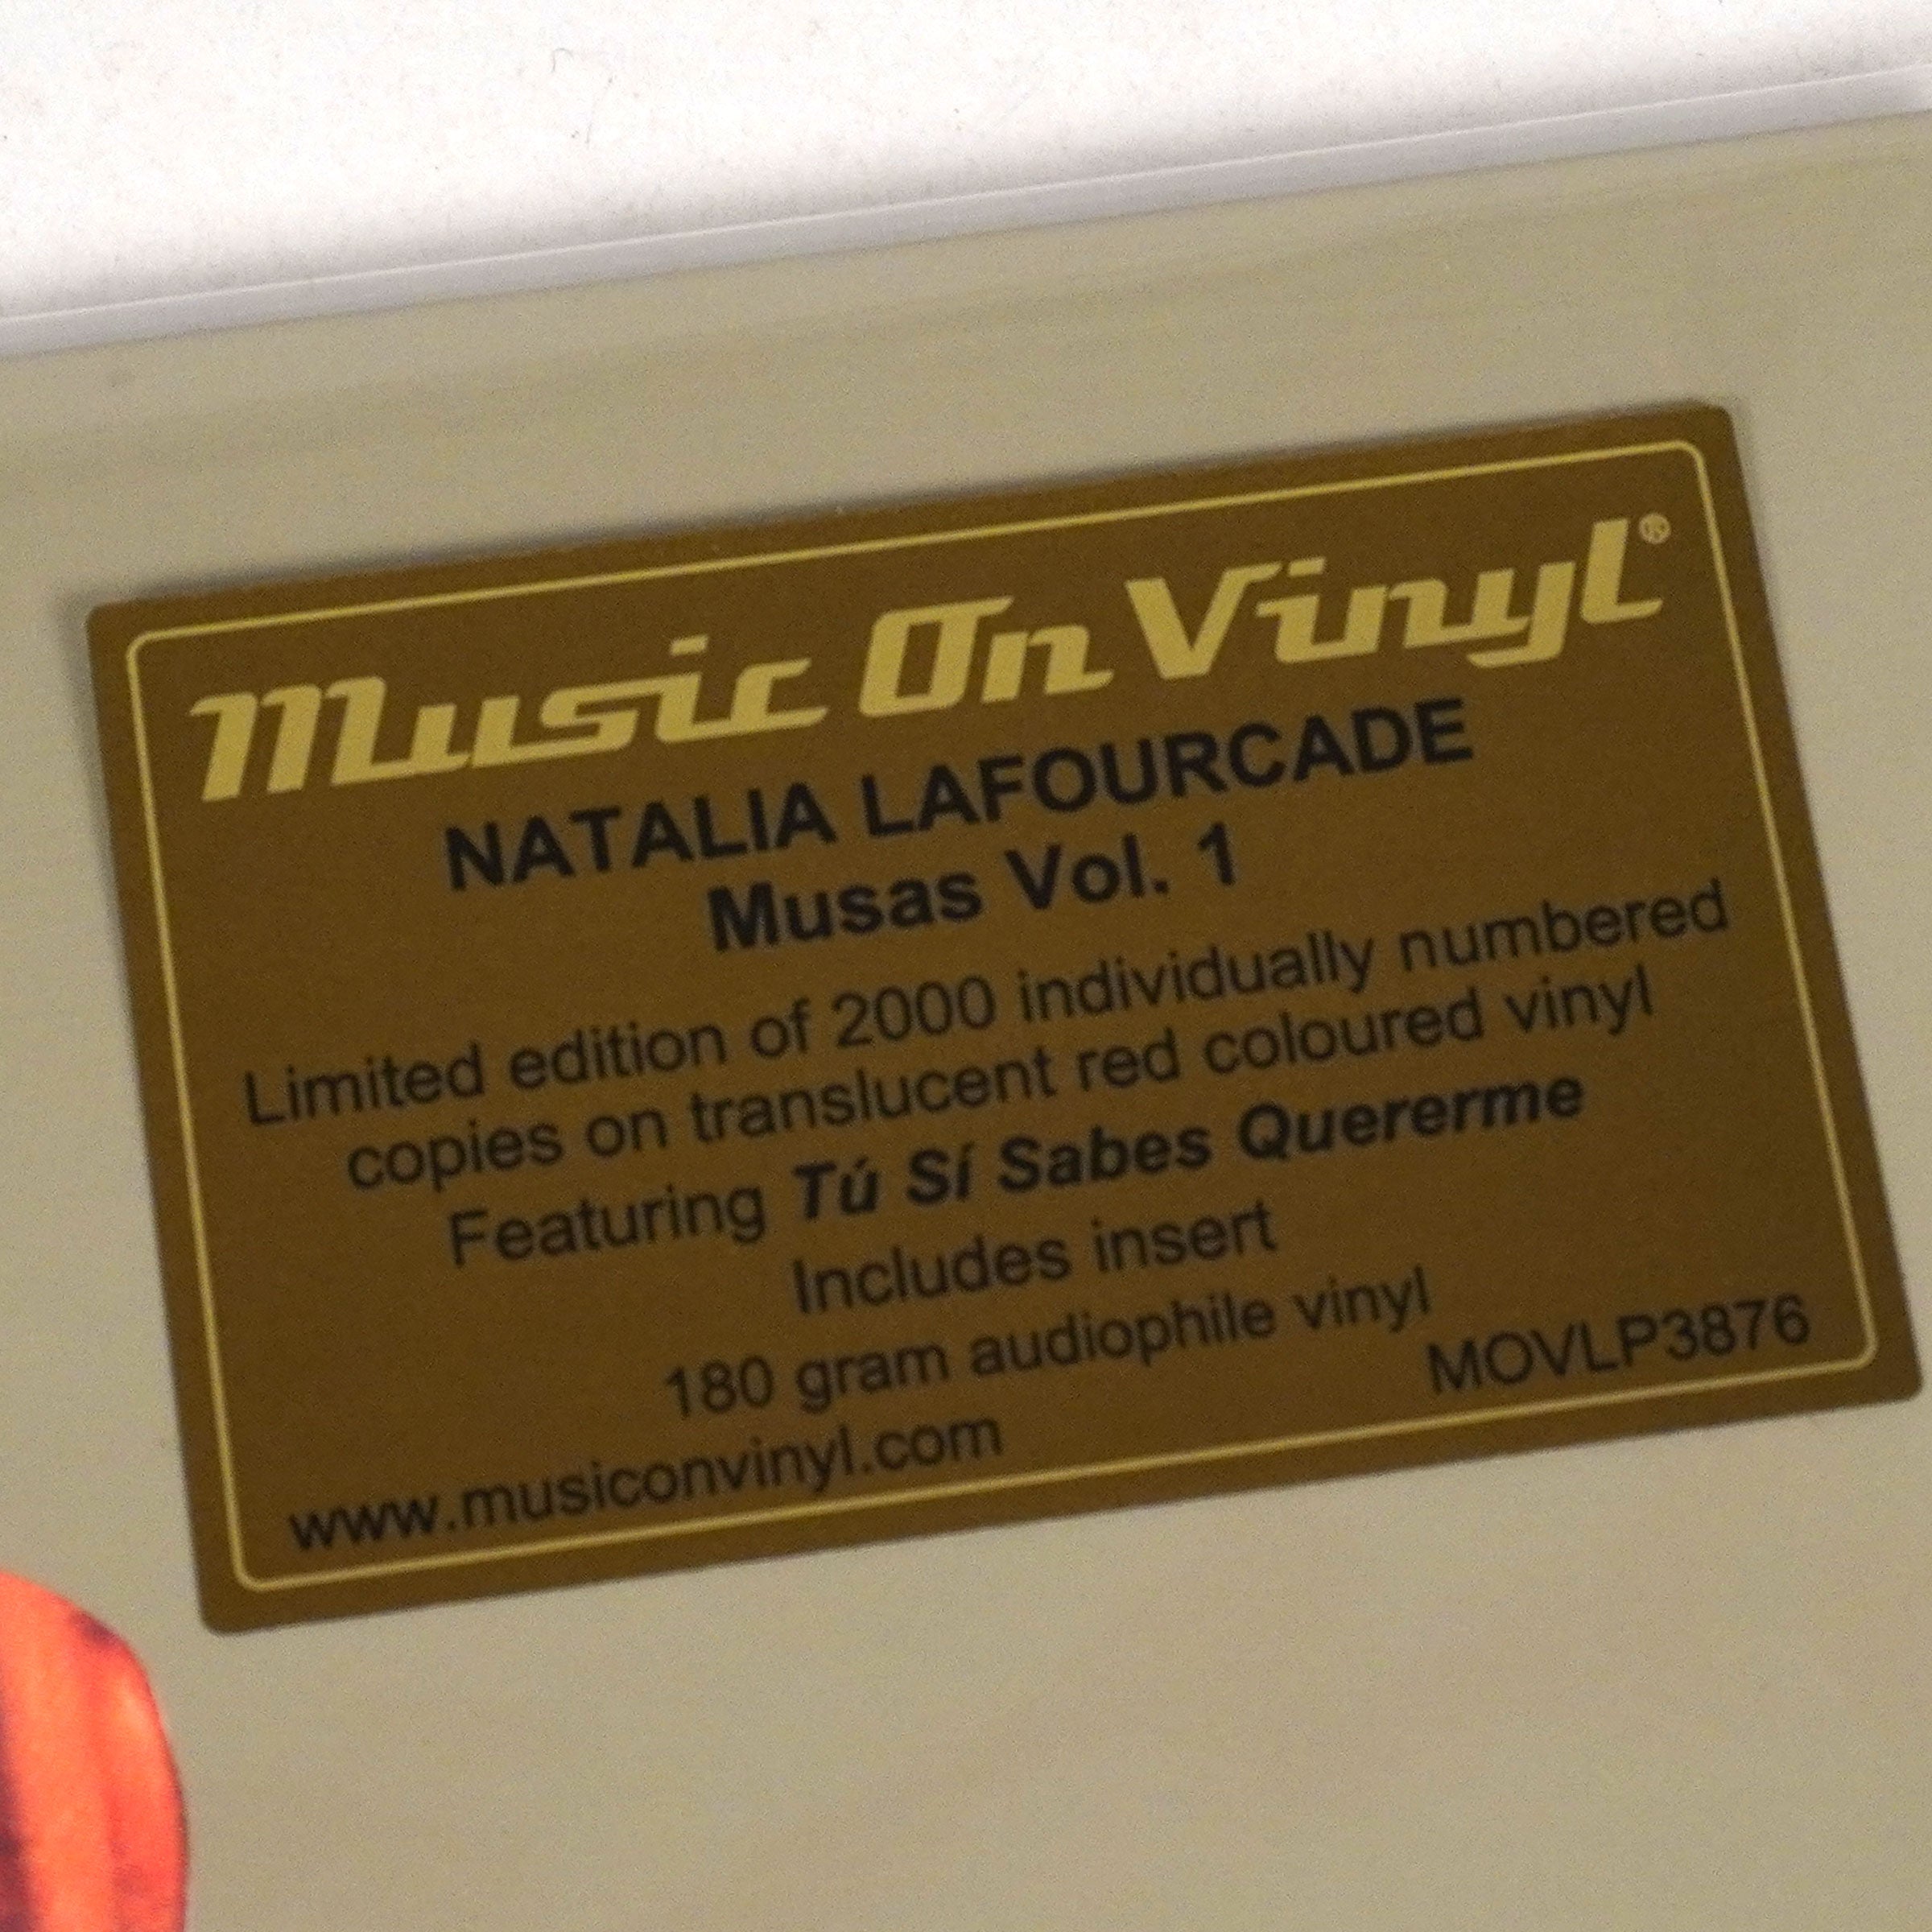 Music On Vinyl®
NATALIA LAFOURCADE
Musas Vol. 1
Limited edition of 2000 individually numbered
copies on translucent red coloured vinyl
Featuring Tú Sí Sabes Quererme
Includes insert
180 gram audiophile vinyl
www.musiconvinyl.com
MOVLP3876